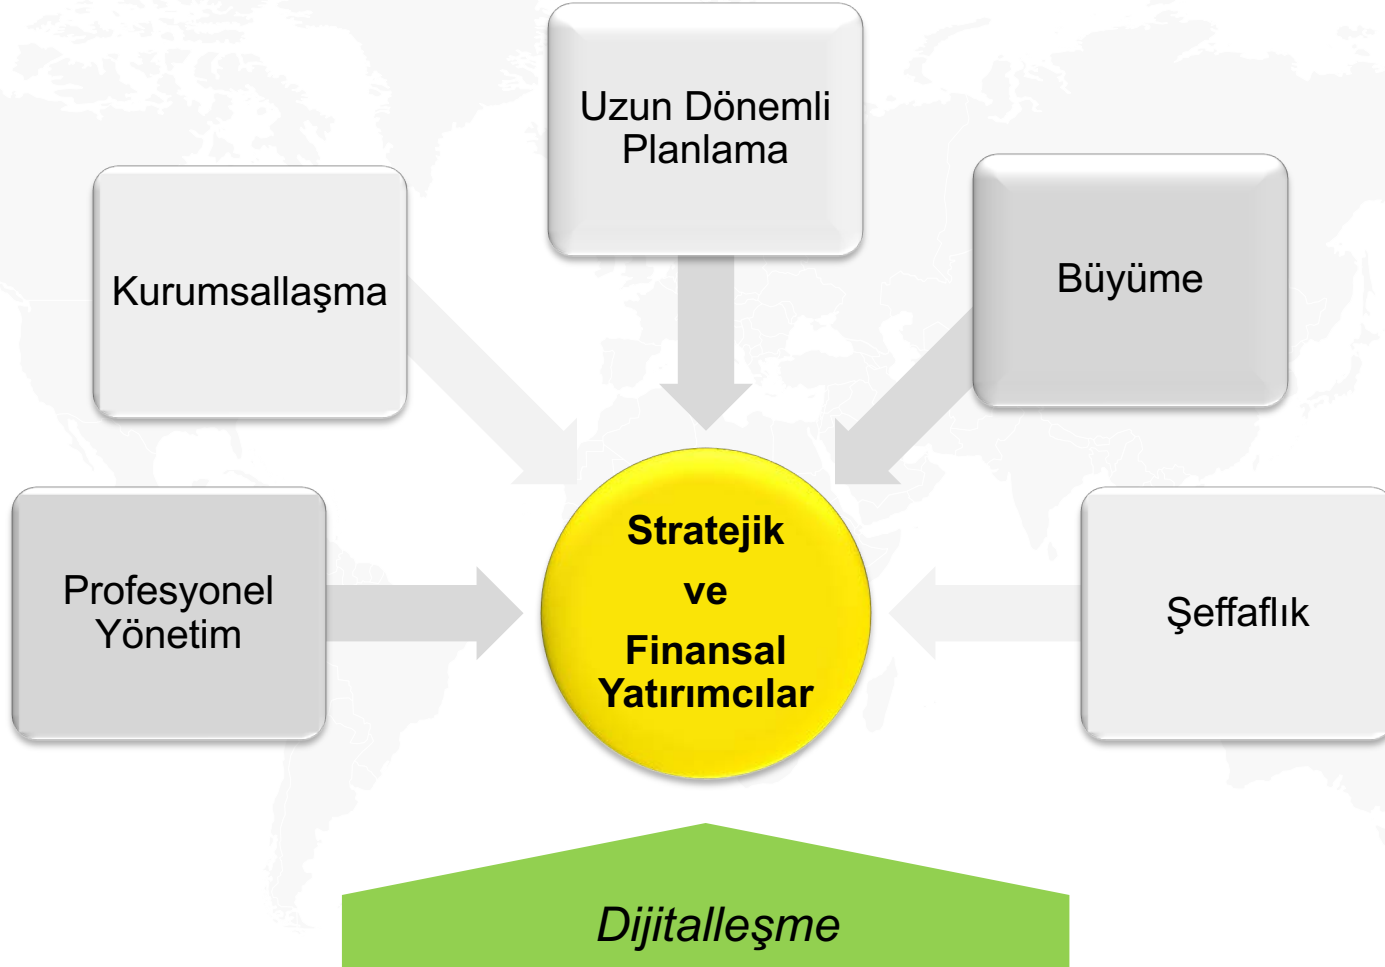 Uzun Dönemli
Planlama
Kurumsallaşma
Büyüme
Profesyonel
Yönetim
Stratejik
ve
Finansal
Yatırımcılar
Şeffaflık
Dijitalleşme